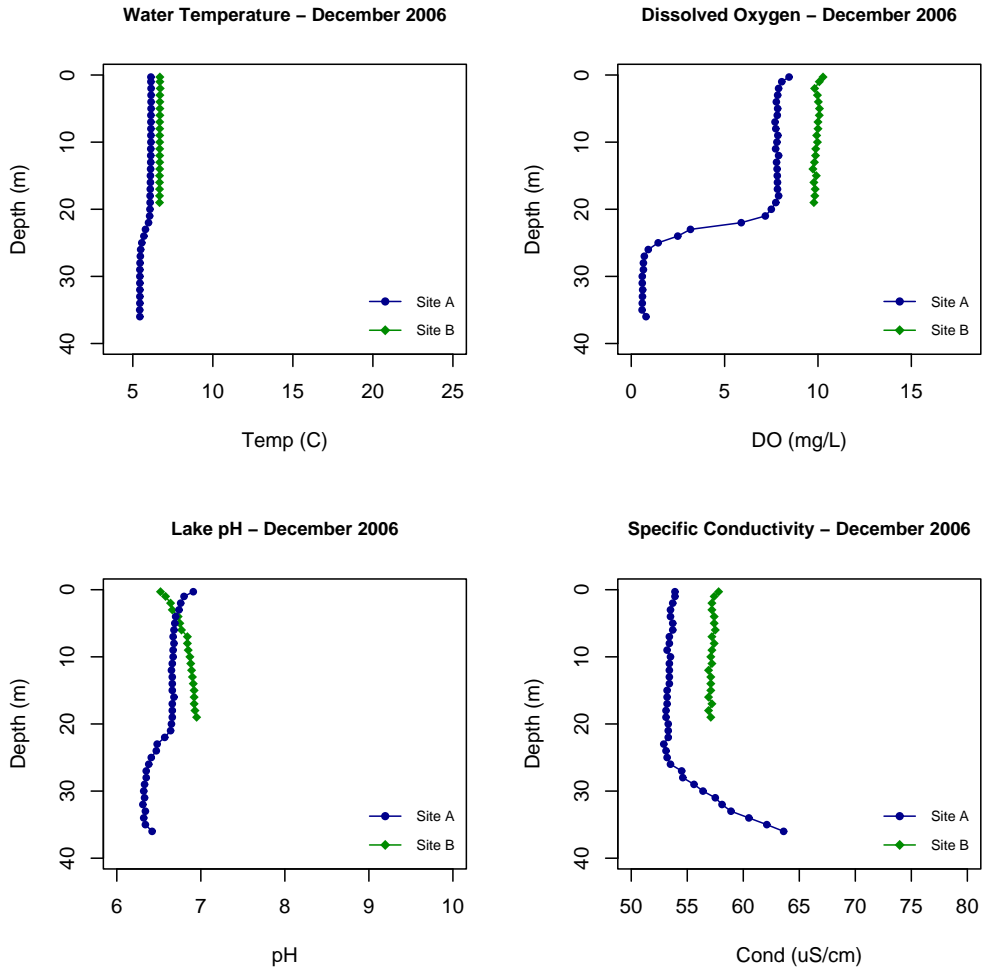 Water Temperature – December 2006
0
10
20
30
40
Depth (m)
5 10 15 20 25
Temp (C)
Site A
Site B
Dissolved Oxygen – December 2006
0
10
20
30
40
Depth (m)
0 5 10 15
DO (mg/L)
Site A
Site B
Lake pH – December 2006
0
10
20
30
40
Depth (m)
6 7 8 9 10
pH
Site A
Site B
Specific Conductivity – December 2006
0
10
20
30
40
Depth (m)
50 55 60 65 70 75 80
Cond (uS/cm)
Site A
Site B